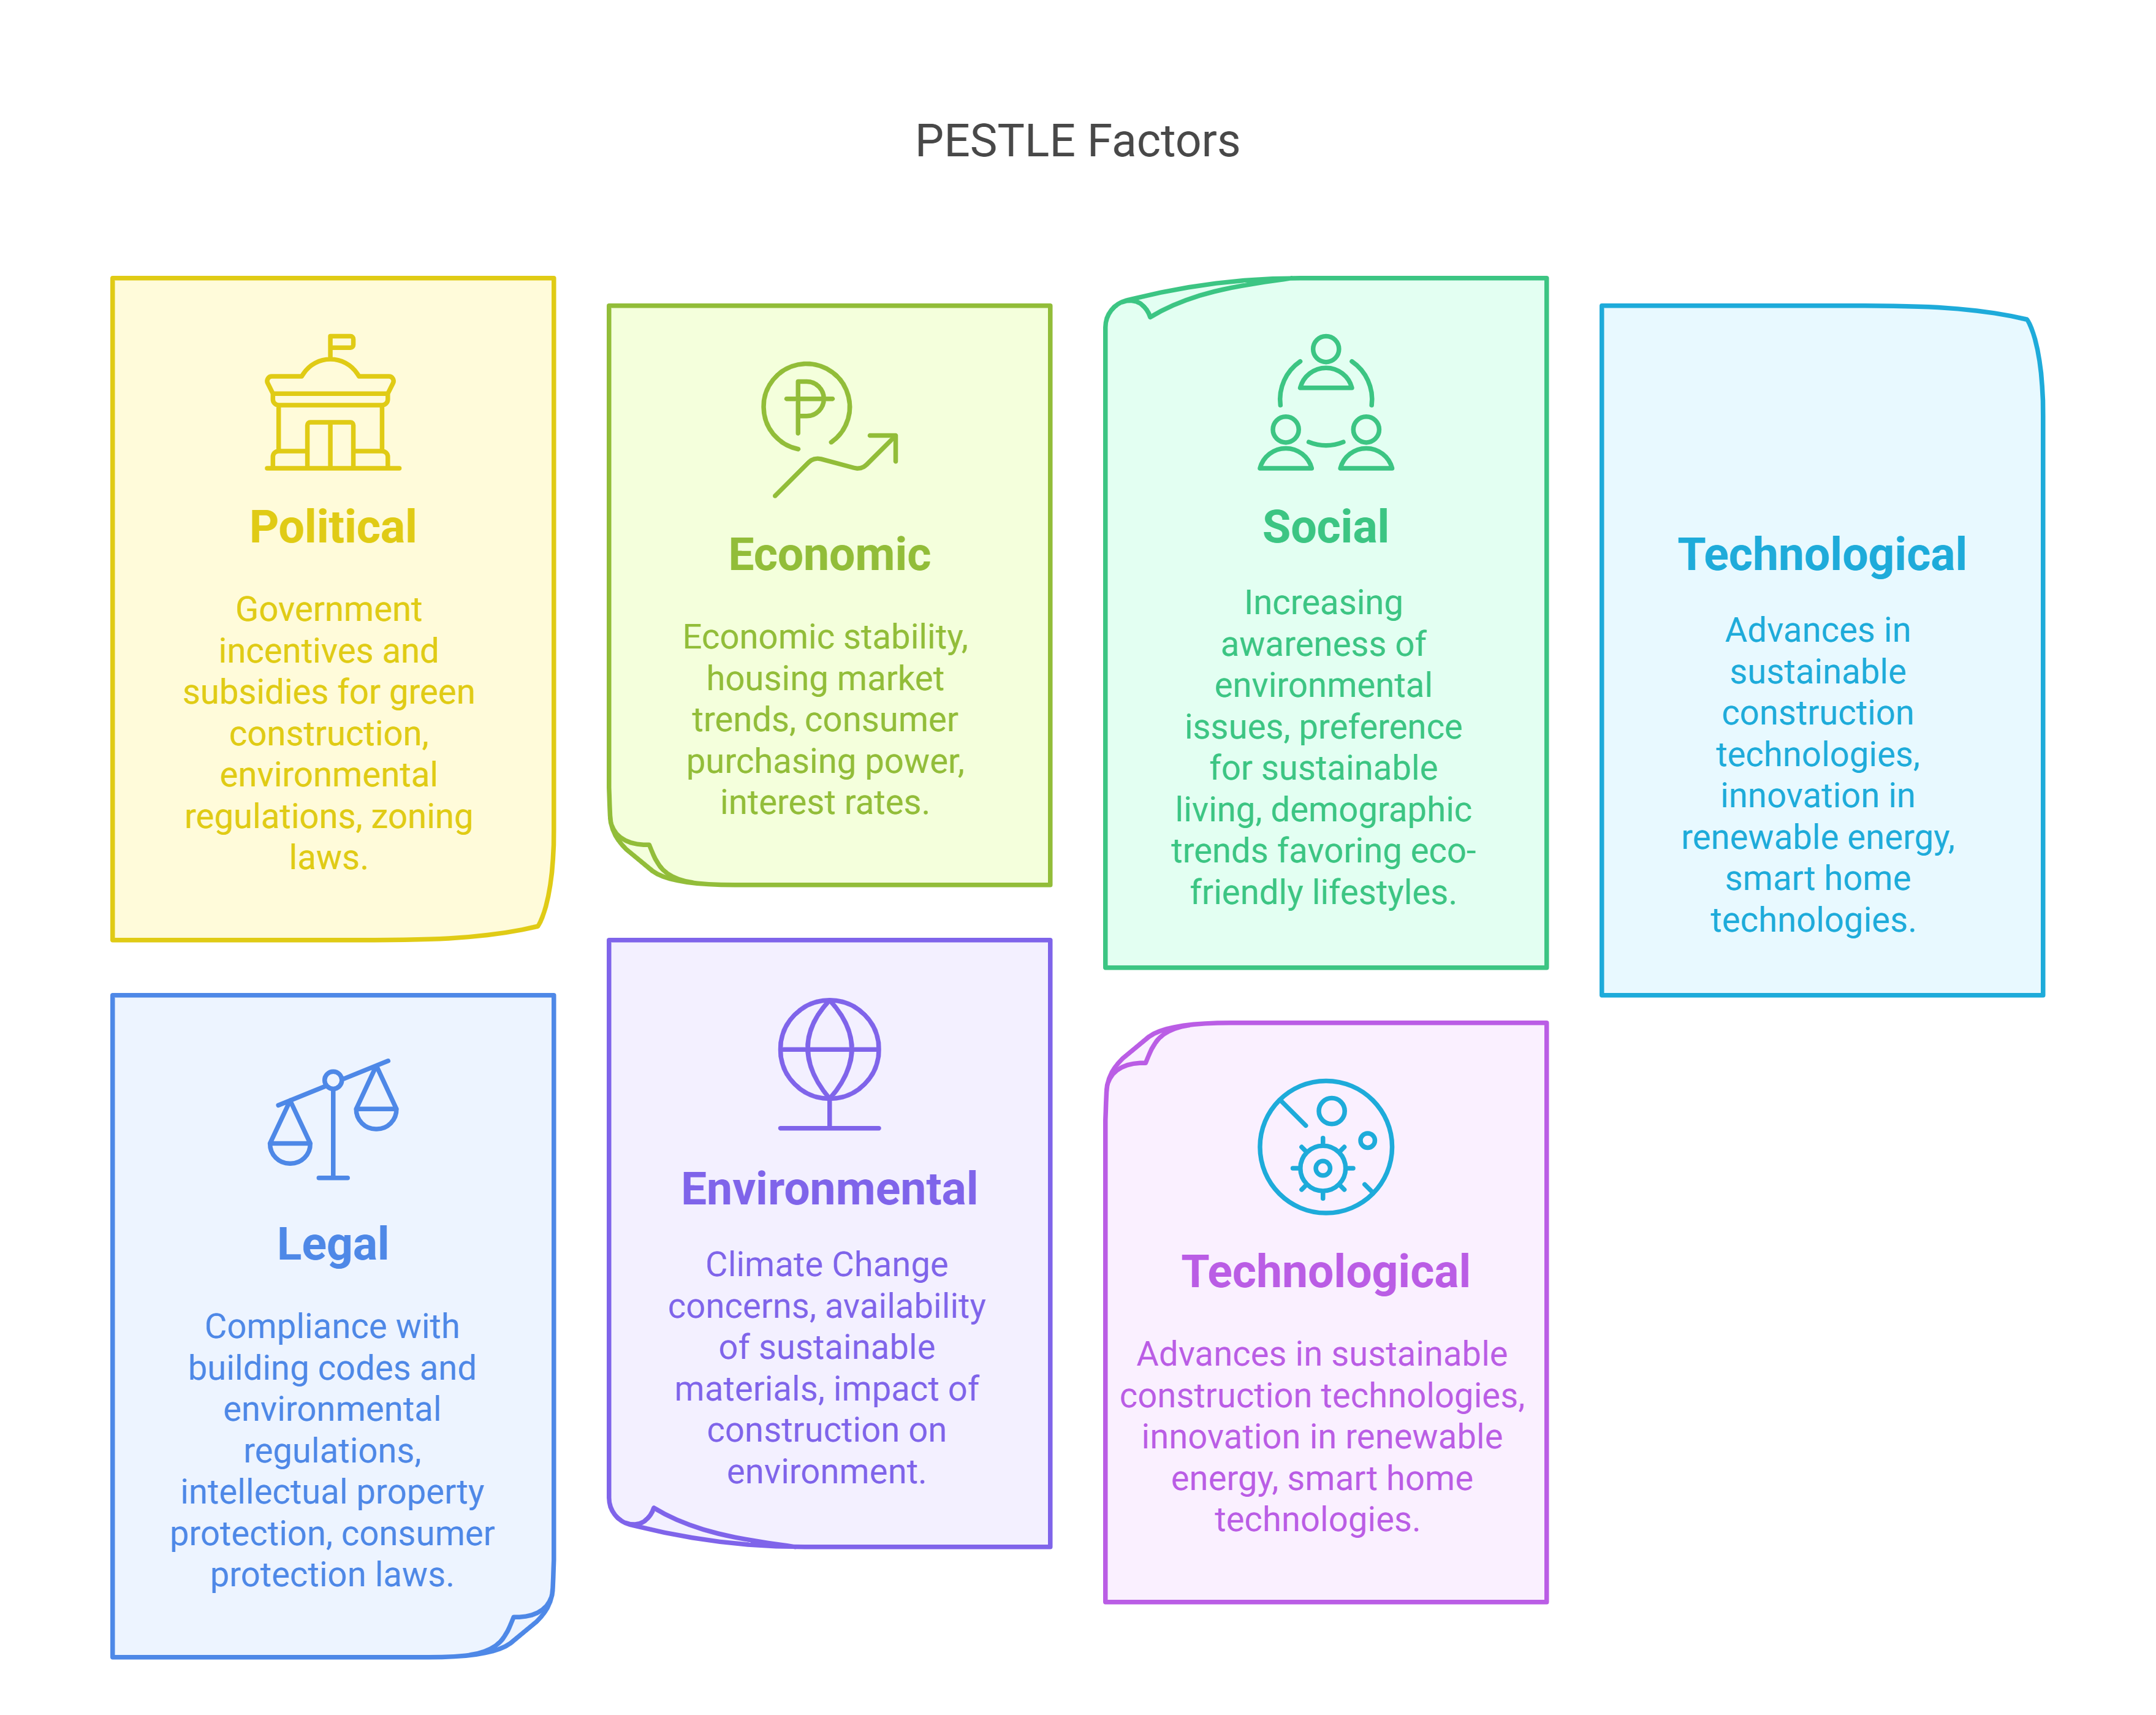 PESTLE Factors
Political
Government
incentives and
subsidies for green
construction,
environmental
regulations, zoning
laws.
Economic
Economic stability,
housing market
trends, consumer
purchasing power,
interest rates.
Social
Increasing
awareness of
environmental
issues, preference
for sustainable
living, demographic
trends favoring eco-
friendly lifestyles.
Technological
Advances in
sustainable
construction
technologies,
innovation in
renewable energy,
smart home
technologies.
Legal
Compliance with
building codes and
environmental
regulations,
intellectual property
protection, consumer
protection laws.
Environmental
Climate Change
concerns, availability
of sustainable
materials, impact of
construction on
environment.
Technological
Advances in sustainable
construction technologies,
innovation in renewable
energy, smart home
technologies.